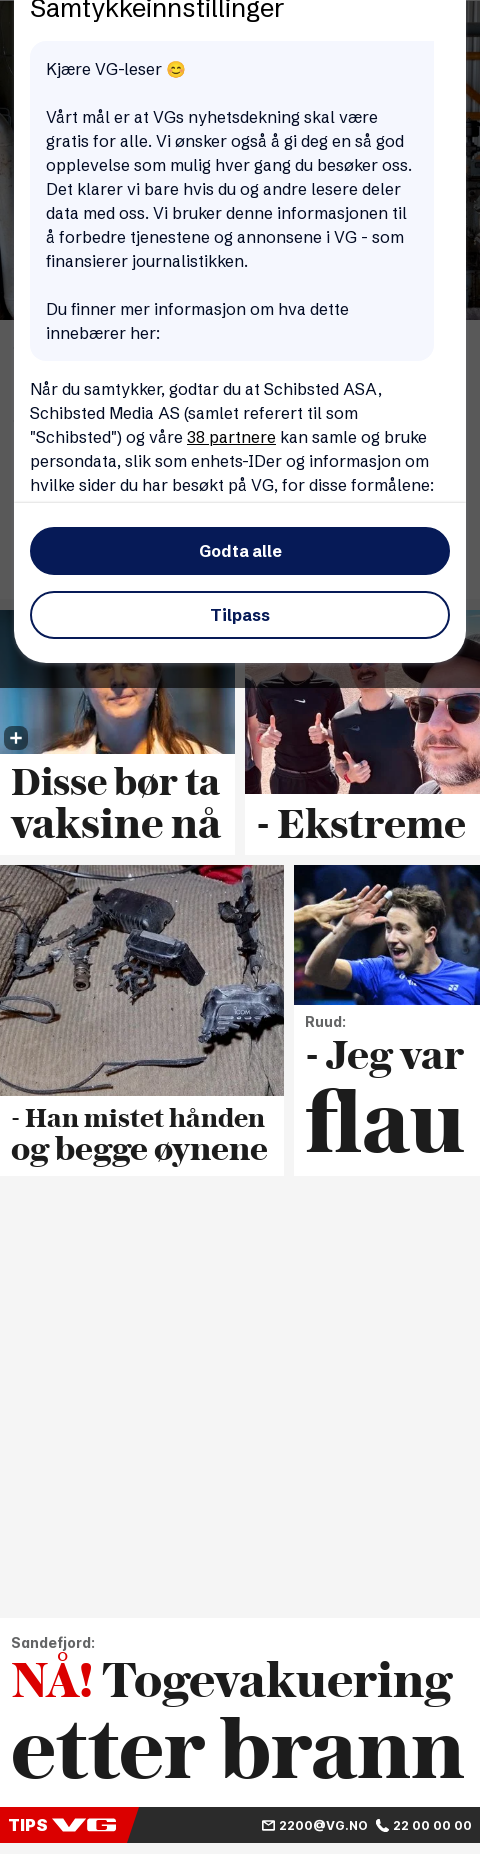 Samtykkeinnstillinger
Kjære VG-leser 😊
Vårt mål er at VGs nyhetsdekning skal være
gratis for alle. Vi ønsker også å gi deg en så god
opplevelse som mulig hver gang du besøker oss.
Det klarer vi bare hvis du og andre lesere deler
data med oss. Vi bruker denne informasjonen til
å forbedre tjenestene og annonsene i VG - som
finansierer journalistikken.
Du finner mer informasjon om hva dette
innebærer her:
Når du samtykker, godtar du at Schibsted ASA,
Schibsted Media AS (samlet referert til som
"Schibsted") og våre 38 partnere kan samle og bruke
persondata, slik som enhets-IDer og informasjon om
hvilke sider du har besøkt på VG, for disse formålene:
Godta alle
Tilpass
Disse bør ta
vaksine nå
- Ekstreme
ICOM
- Han mistet hånden
og begge øynene
Ruud:
- Jeg var
flau
Sandefjord:
NÅ! Togevakuering
etter brann
TIPS VG 2200@VG.NO 22 00 00 00